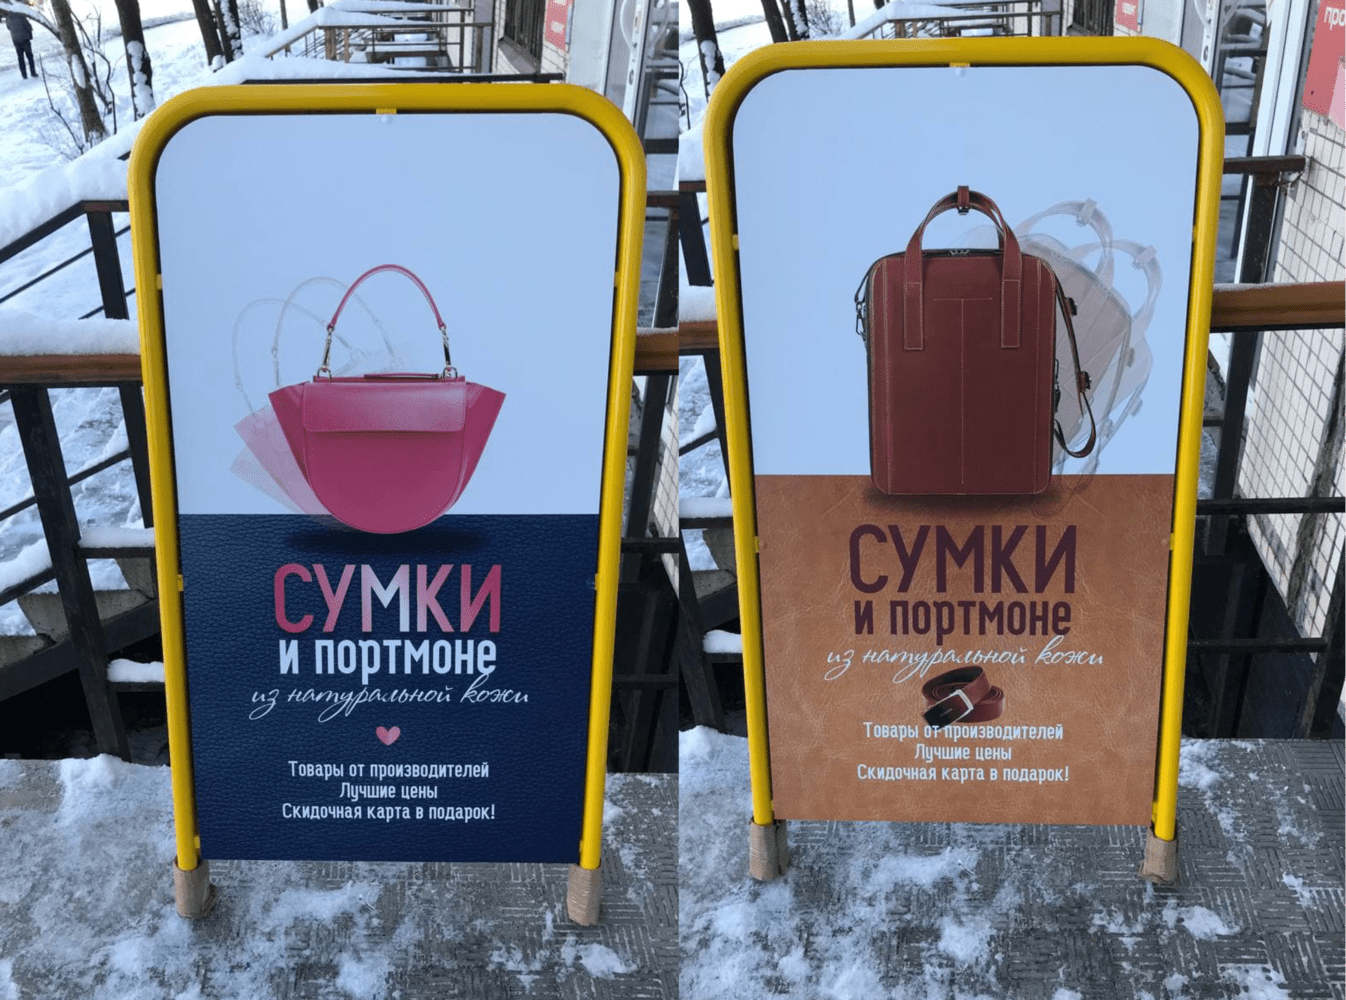 СУМКИ
и портмоне
из натуральной кожи
Товары от производителей
Лучшие цены
Скидочная карта в подарок!
СУМКИ
и портмоне
из натуральной кожи
Товары от производителей
Лучшие цены
Скидочная карта в подарок!